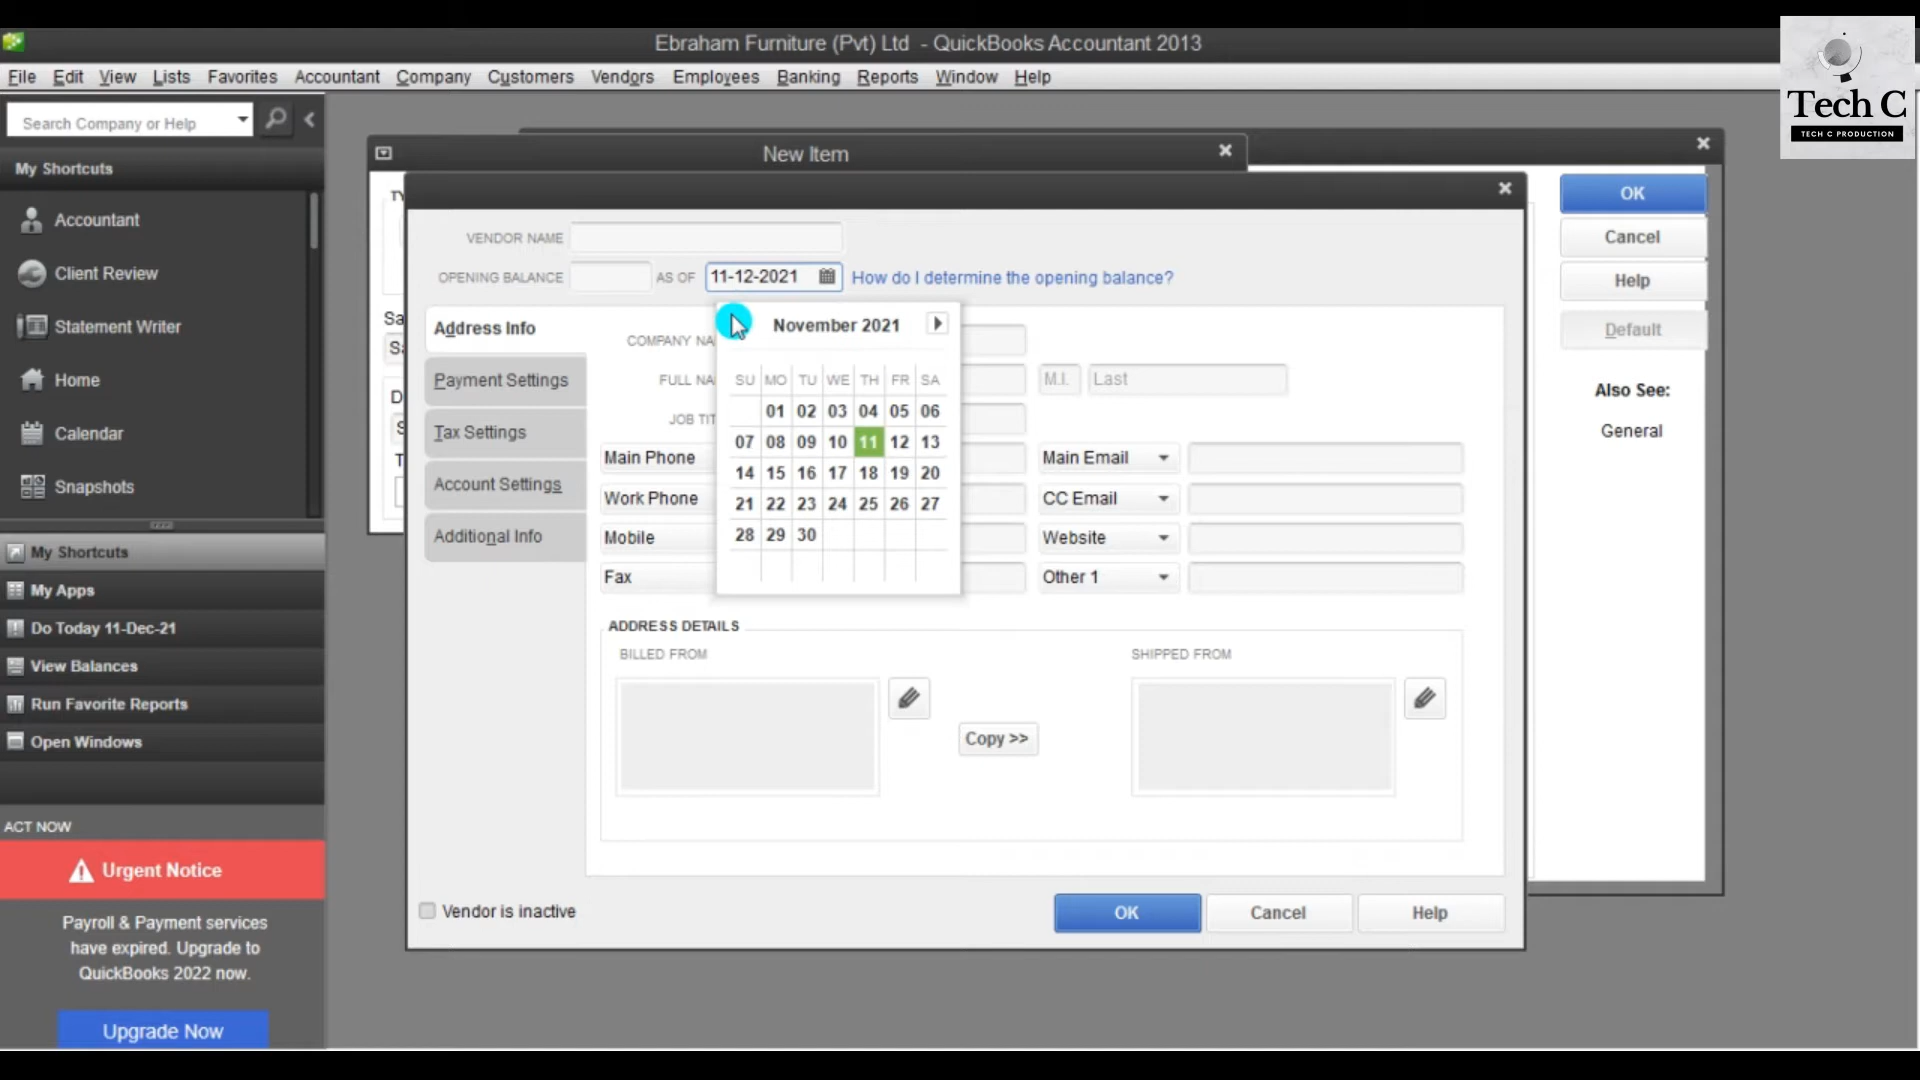 Ebraham Furniture (Pvt) Ltd - QuickBooks Accountant 2013
File Edit View Lists Favorites Accountant Company Customers Vendors Employees Banking Reports Window Help
Tech C
TECH C PRODUCTION
Search Company or Help
My Shortcuts
Accountant
Client Review
Statement Writer
Home
Calendar
Snapshots
My Shortcuts
My Apps
Do Today 11-Dec-21
View Balances
Run Favorite Reports
Open Windows
ACT NOW
Urgent Notice
Payroll & Payment services
have expired. Upgrade to
QuickBooks 2022 now.
Upgrade Now
New Item
VENDOR NAME
OPENING BALANCE AS OF 11-12-2021 How do I determine the opening balance?
Address Info
Payment Settings
Tax Settings
Account Settings
Additional Info
COMPANY NA
FULL NA
M.I. Last
JOB TIT
Main Phone
Work Phone
Mobile
Fax
November 2021
SU MO TU WE TH FR SA
01 02 03 04 05 06
07 08 09 10 11 12 13
14 15 16 17 18 19 20
21 22 23 24 25 26 27
28 29 30
Main Email
CC Email
Website
Other 1
ADDRESS DETAILS
BILLED FROM
SHIPPED FROM
Copy >>
Vendor is inactive
OK Cancel Help
OK
Cancel
Help
Default
Also See:
General